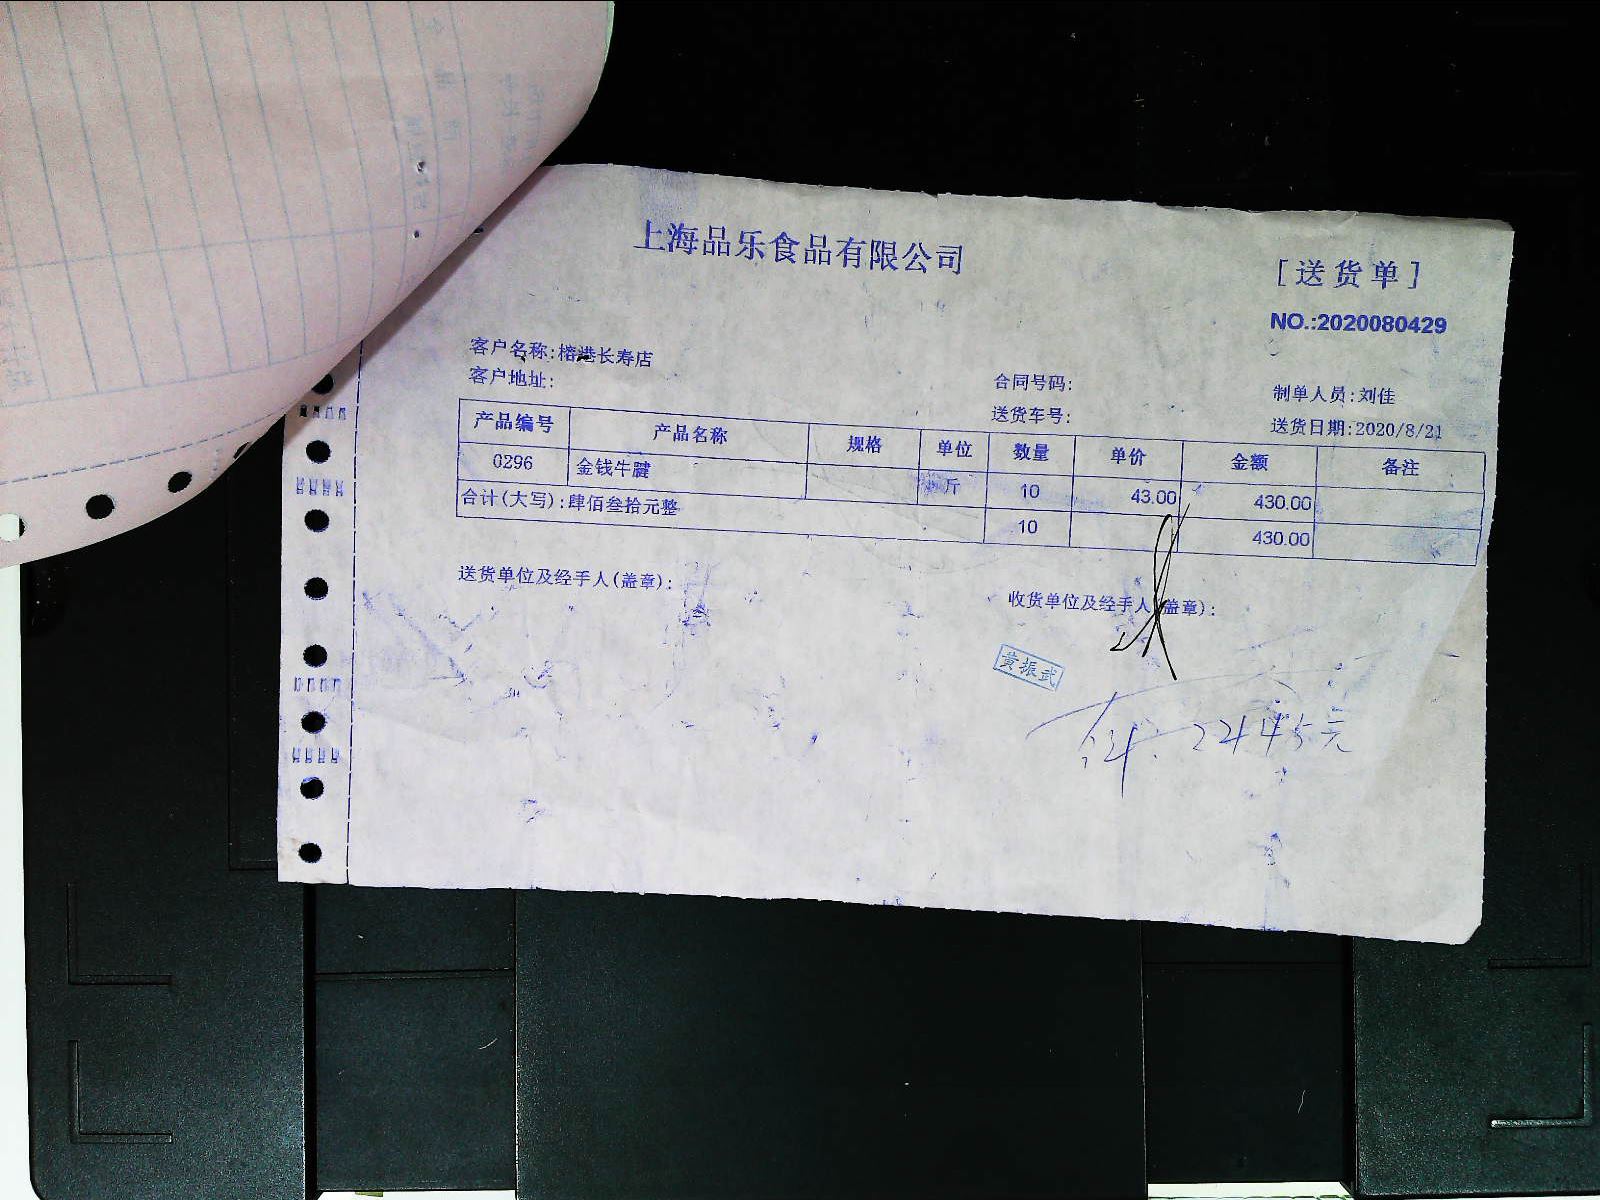 上海品乐食品有限公司
[送货单]
NO.:2020080429
客户名称:榕港长寿店
客户地址:
合同号码:
制单人员:刘佳
送货车号:
送货日期:2020/8/21
产品编号 产品名称 规格 单位 数量 单价 金额 备注
0296 金钱牛腱 斤 10 43.00 430.00
合计(大写):肆佰叁拾元整 10 430.00
送货单位及经手人(盖章):
收货单位及经手人(盖章):
黄振武